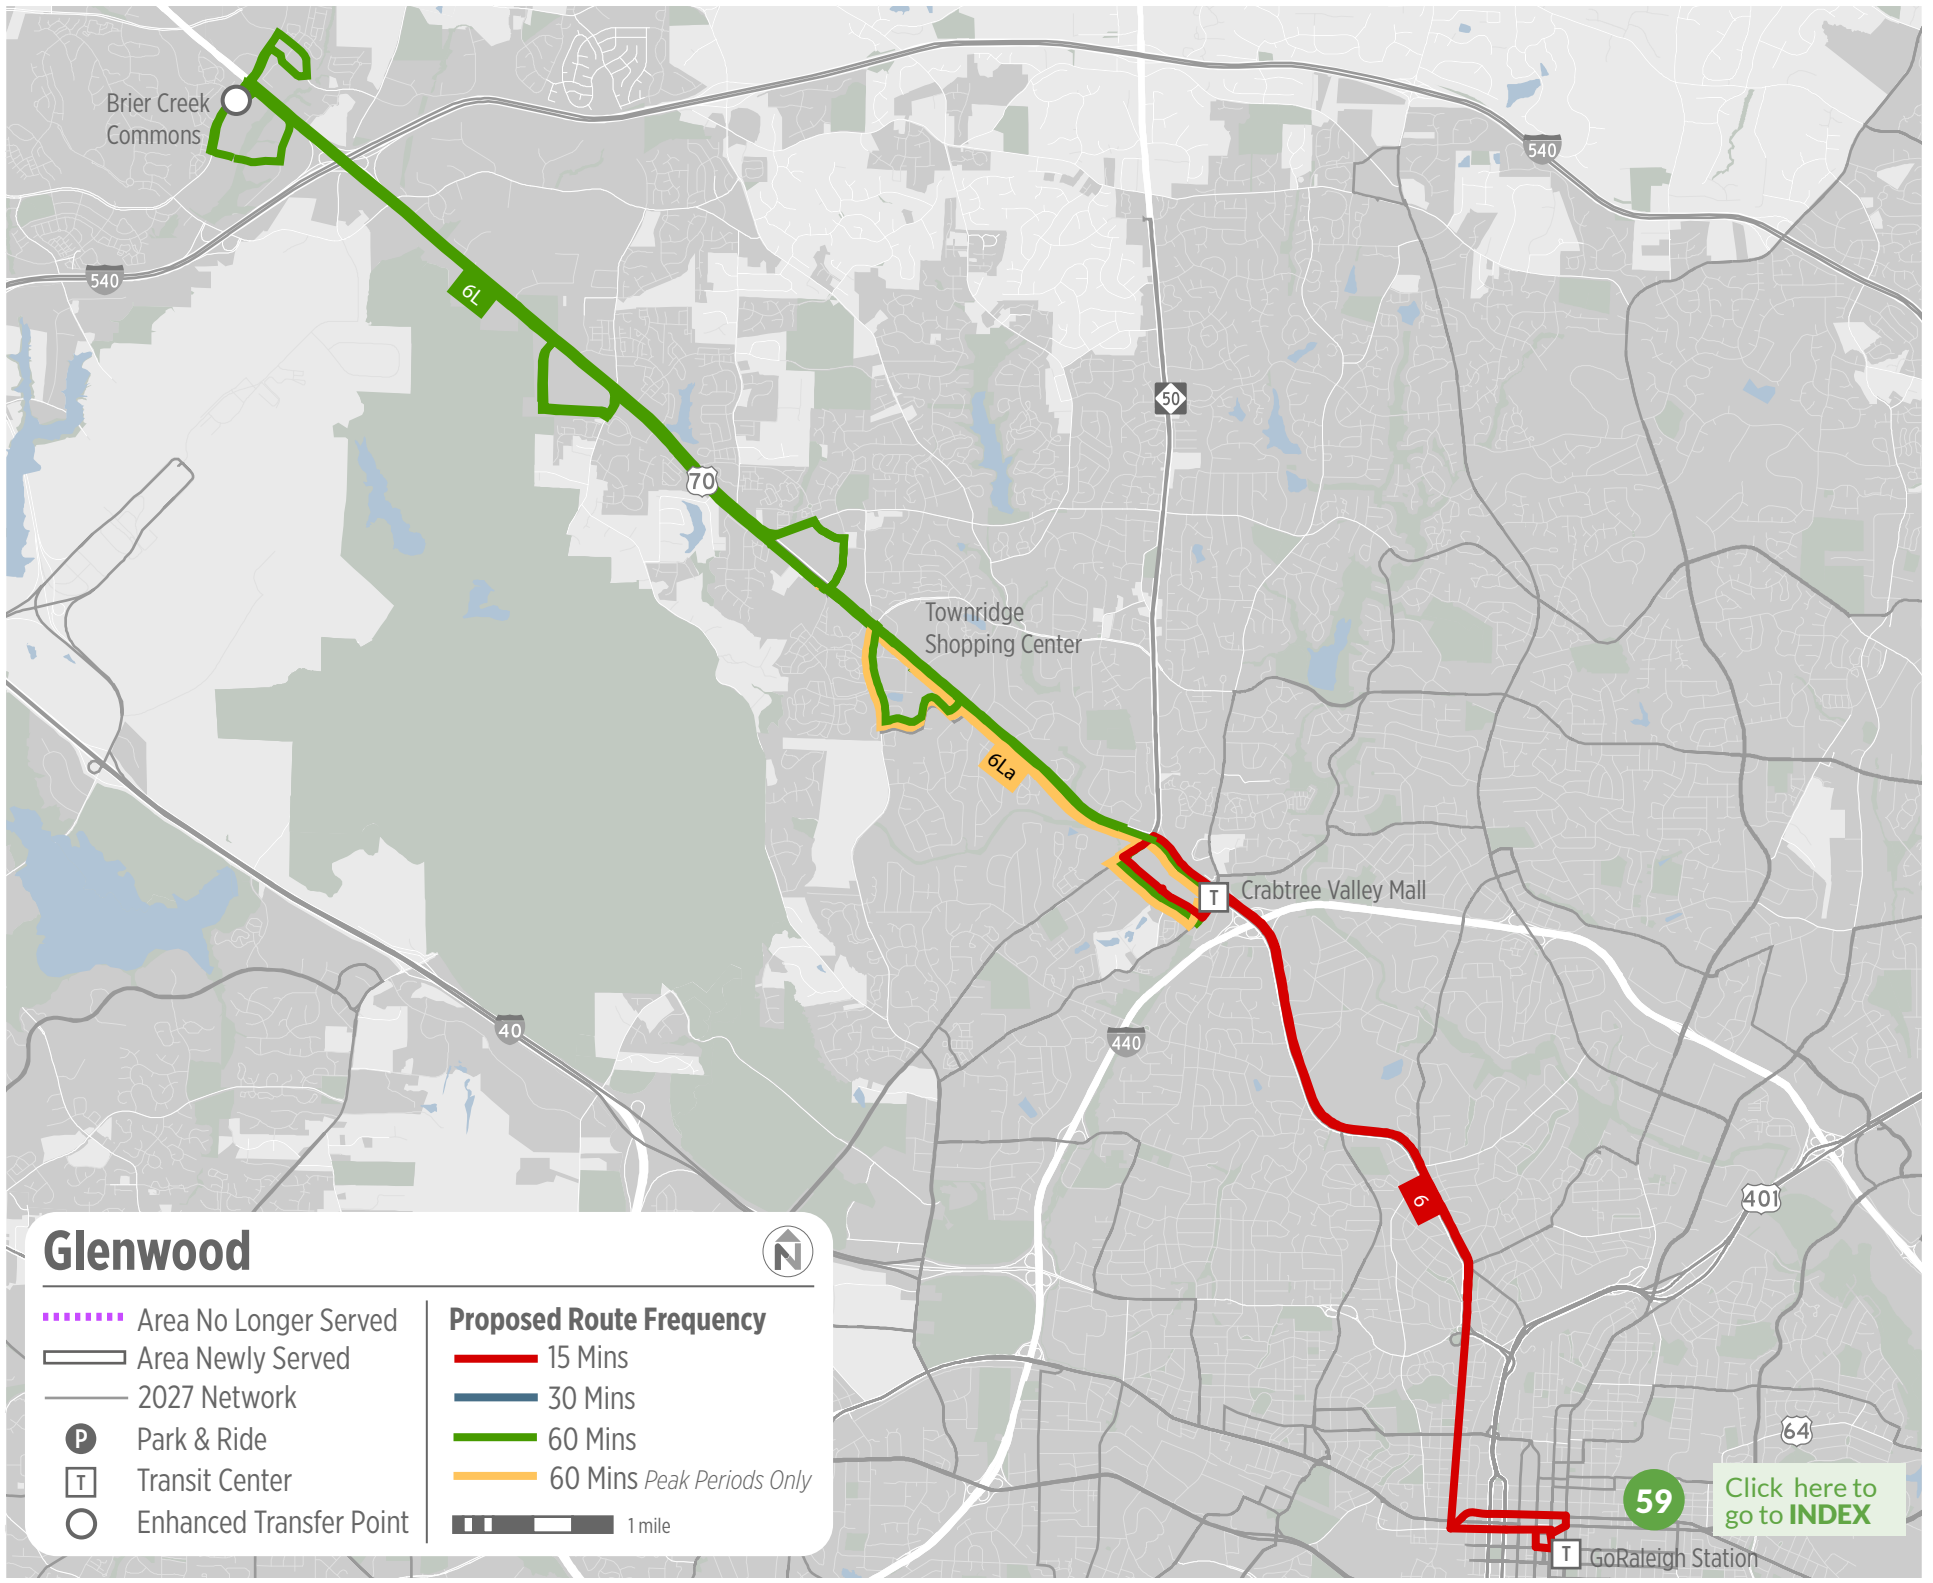 Brier Creek
Commons
540
540
6L
50
70
Townridge
Shopping Center
6La
T
Crabtree Valley Mall
40
440
6
401
64
59
Click here to
go to INDEX
T
GoRaleigh Station
Glenwood
N
Area No Longer Served
Area Newly Served
2027 Network
P
Park & Ride
T
Transit Center
Enhanced Transfer Point
Proposed Route Frequency
15 Mins
30 Mins
60 Mins
60 Mins Peak Periods Only
1 mile